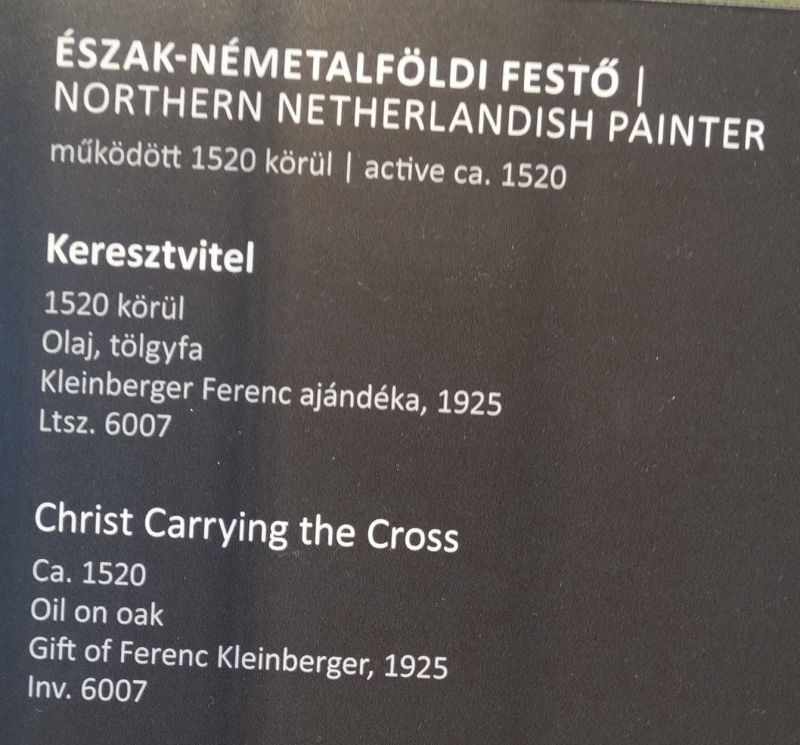 ÉSZAK-NÉMETALFÖLDI FESTŐ |
NORTHERN NETHERLANDISH PAINTER
működött 1520 körül | active ca. 1520
Keresztvitel
1520 körül
Olaj, tölgyfa
Kleinberger Ferenc ajándéka, 1925
Ltsz. 6007
Christ Carrying the Cross
Ca. 1520
Oil on oak
Gift of Ferenc Kleinberger, 1925
Inv. 6007